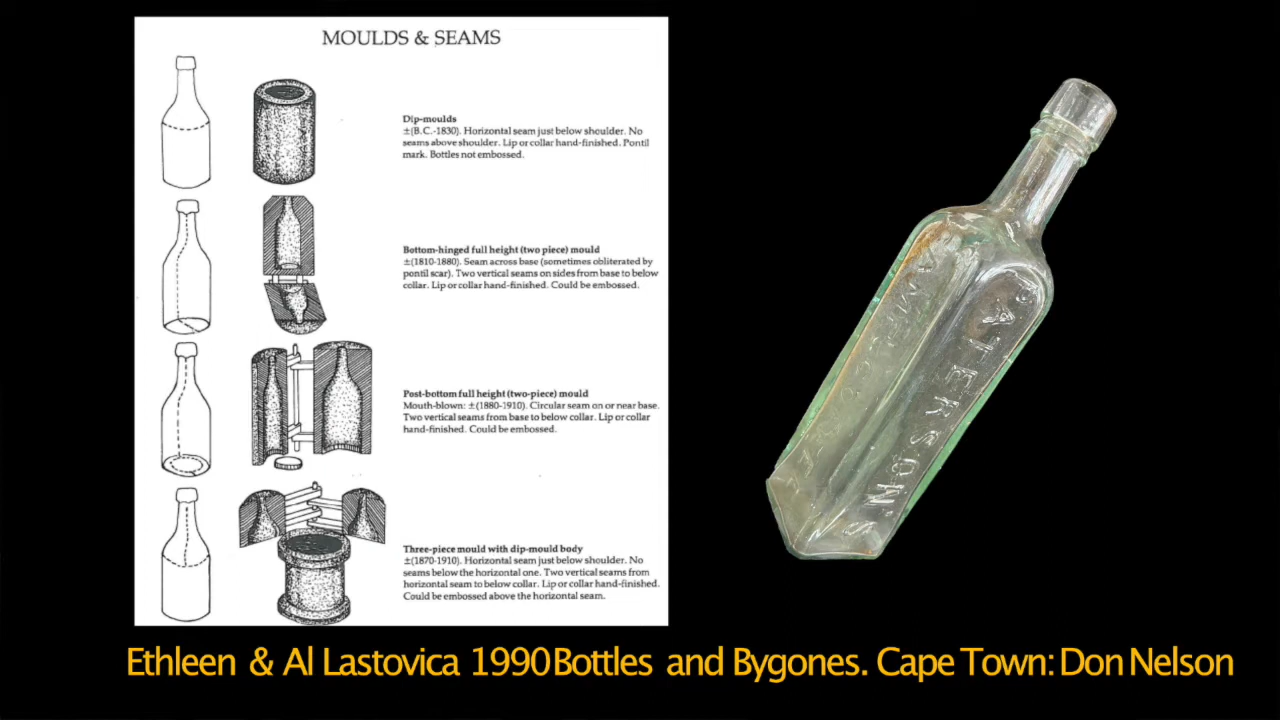 MOULDS & SEAMS
Dip-moulds
±(B.C.-1830). Horizontal seam just below shoulder. No
seams above shoulder. Lip or collar hand-finished. Pontil
mark. Bottles not embossed.
Bottom-hinged full height (two piece) mould
±(1810-1880). Seam across base (sometimes obliterated by
pontil scar). Two vertical seams on sides from base to below
collar. Lip or collar hand-finished. Could be embossed.
Post-bottom full height (two-piece) mould
Mouth-blown: ±(1880-1910). Circular seam on or near base.
Two vertical seams from base to below collar. Lip or collar
hand-finished. Could be embossed.
Three-piece mould with dip-mould body
±(1870-1910). Horizontal seam just below shoulder. No
seams below the horizontal one. Two vertical seams from
horizontal seam to below collar. Lip or collar hand-finished.
Could be embossed above the horizontal seam.
PATERSON'S
Ethleen & Al Lastovica 1990 Bottles and Bygones. Cape Town: Don Nelson